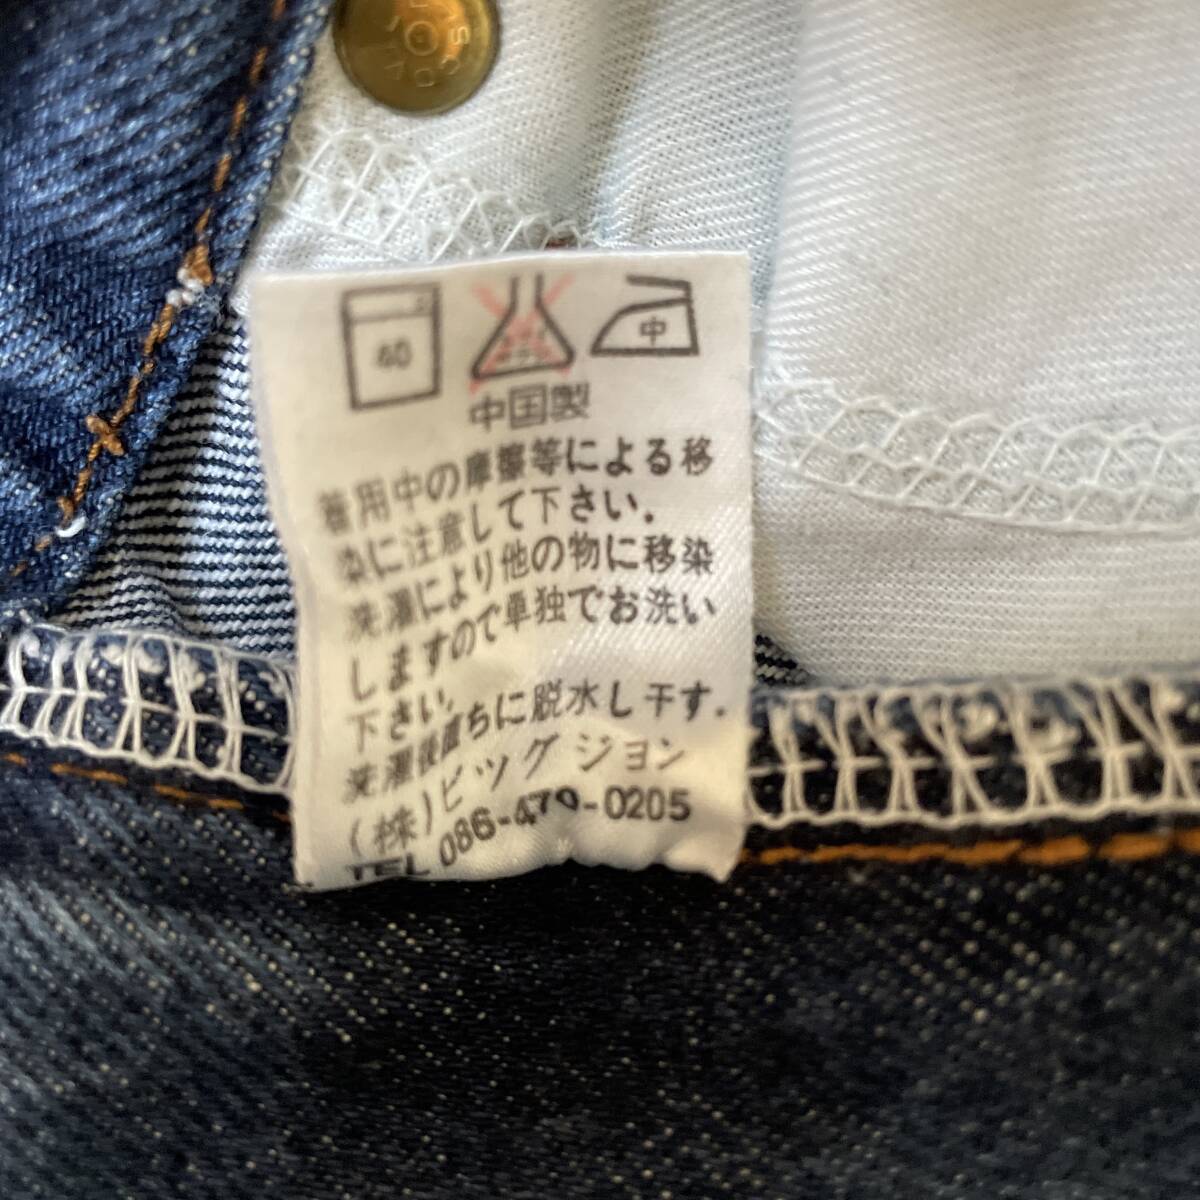 40
中
中国製
着用中の摩擦等による移
染に注意して下さい.
洗濯により他の物に移染
しますので単独でお洗い
下さい.
洗濯後直ちに脱水し干す.
(株)ビッグジョン
TEL 086-479-0205